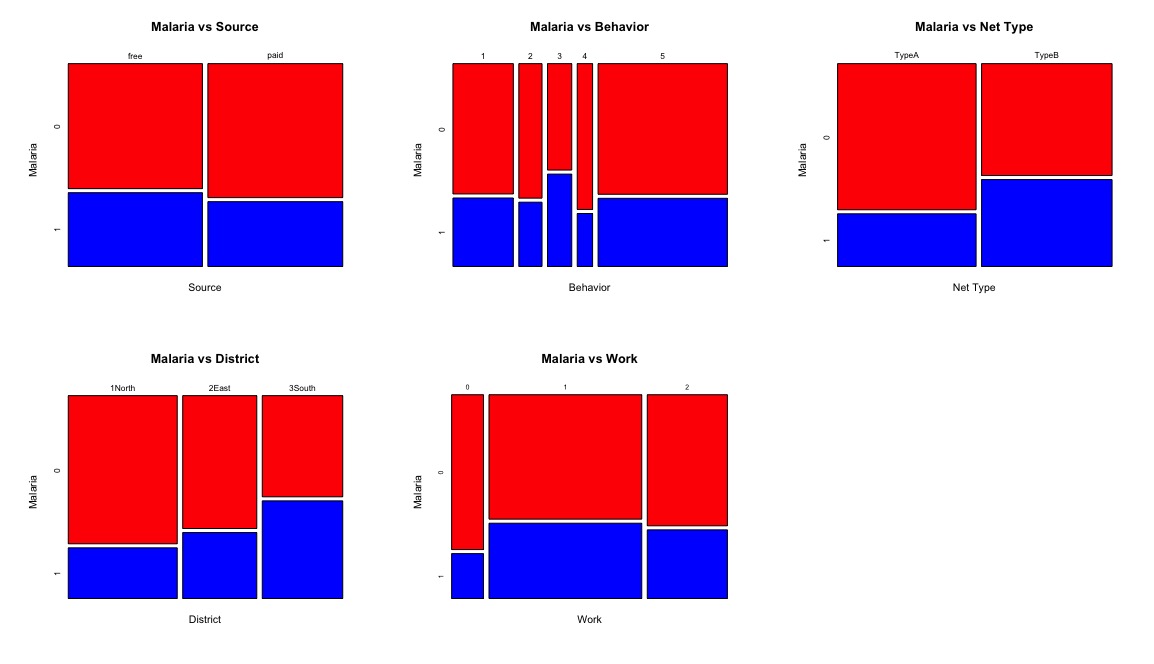 Malaria vs Source
free paid
Malaria
0
1
Source
Malaria vs Behavior
1 2 3 4 5
Malaria
0
1
Behavior
Malaria vs Net Type
TypeA TypeB
Malaria
0
1
Net Type
Malaria vs District
1North 2East 3South
Malaria
0
1
District
Malaria vs Work
0 1 2
Malaria
0
1
Work